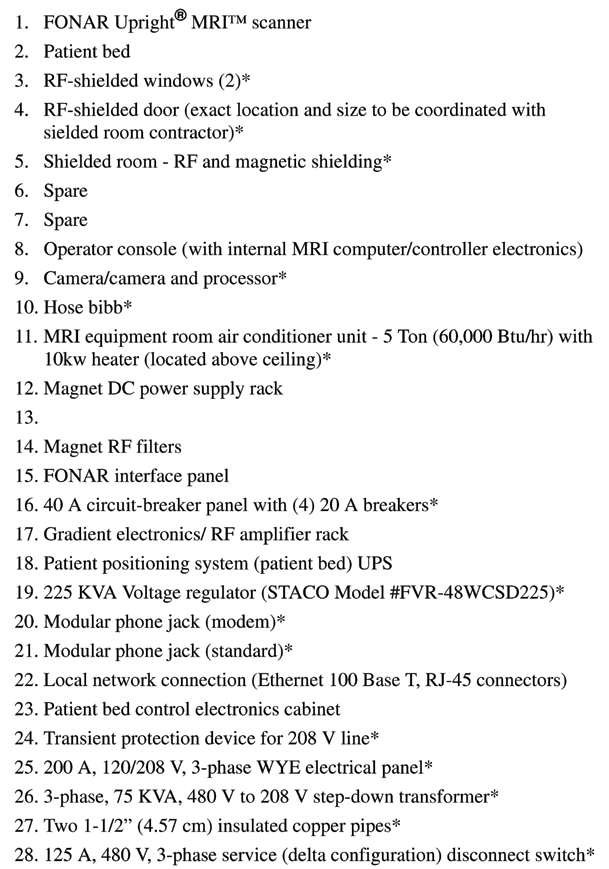 1. FONAR Upright® MRI™ scanner
2. Patient bed
3. RF-shielded windows (2)*
4. RF-shielded door (exact location and size to be coordinated with
sielded room contractor)*
5. Shielded room - RF and magnetic shielding*
6. Spare
7. Spare
8. Operator console (with internal MRI computer/controller electronics)
9. Camera/camera and processor*
10. Hose bibb*
11. MRI equipment room air conditioner unit - 5 Ton (60,000 Btu/hr) with
10kw heater (located above ceiling)*
12. Magnet DC power supply rack
13.
14. Magnet RF filters
15. FONAR interface panel
16. 40 A circuit-breaker panel with (4) 20 A breakers*
17. Gradient electronics/ RF amplifier rack
18. Patient positioning system (patient bed) UPS
19. 225 KVA Voltage regulator (STACO Model #FVR-48WCSD225)*
20. Modular phone jack (modem)*
21. Modular phone jack (standard)*
22. Local network connection (Ethernet 100 Base T, RJ-45 connectors)
23. Patient bed control electronics cabinet
24. Transient protection device for 208 V line*
25. 200 A, 120/208 V, 3-phase WYE electrical panel*
26. 3-phase, 75 KVA, 480 V to 208 V step-down transformer*
27. Two 1-1/2” (4.57 cm) insulated copper pipes*
28. 125 A, 480 V, 3-phase service (delta configuration) disconnect switch*